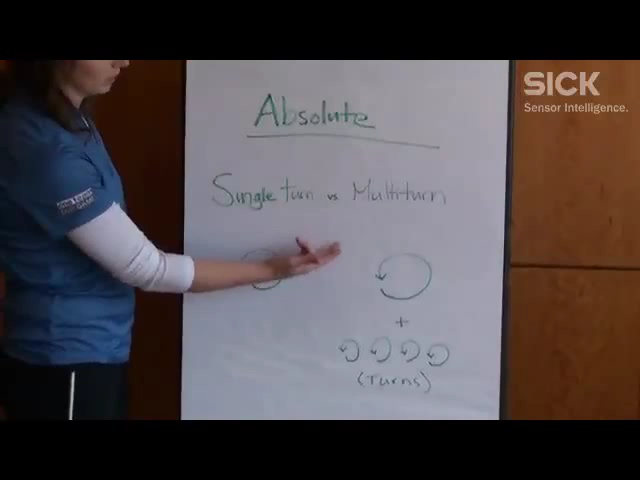 SICK
Sensor Intelligence.
Absolute
Single turn vs Multiturn
+
(Turns)